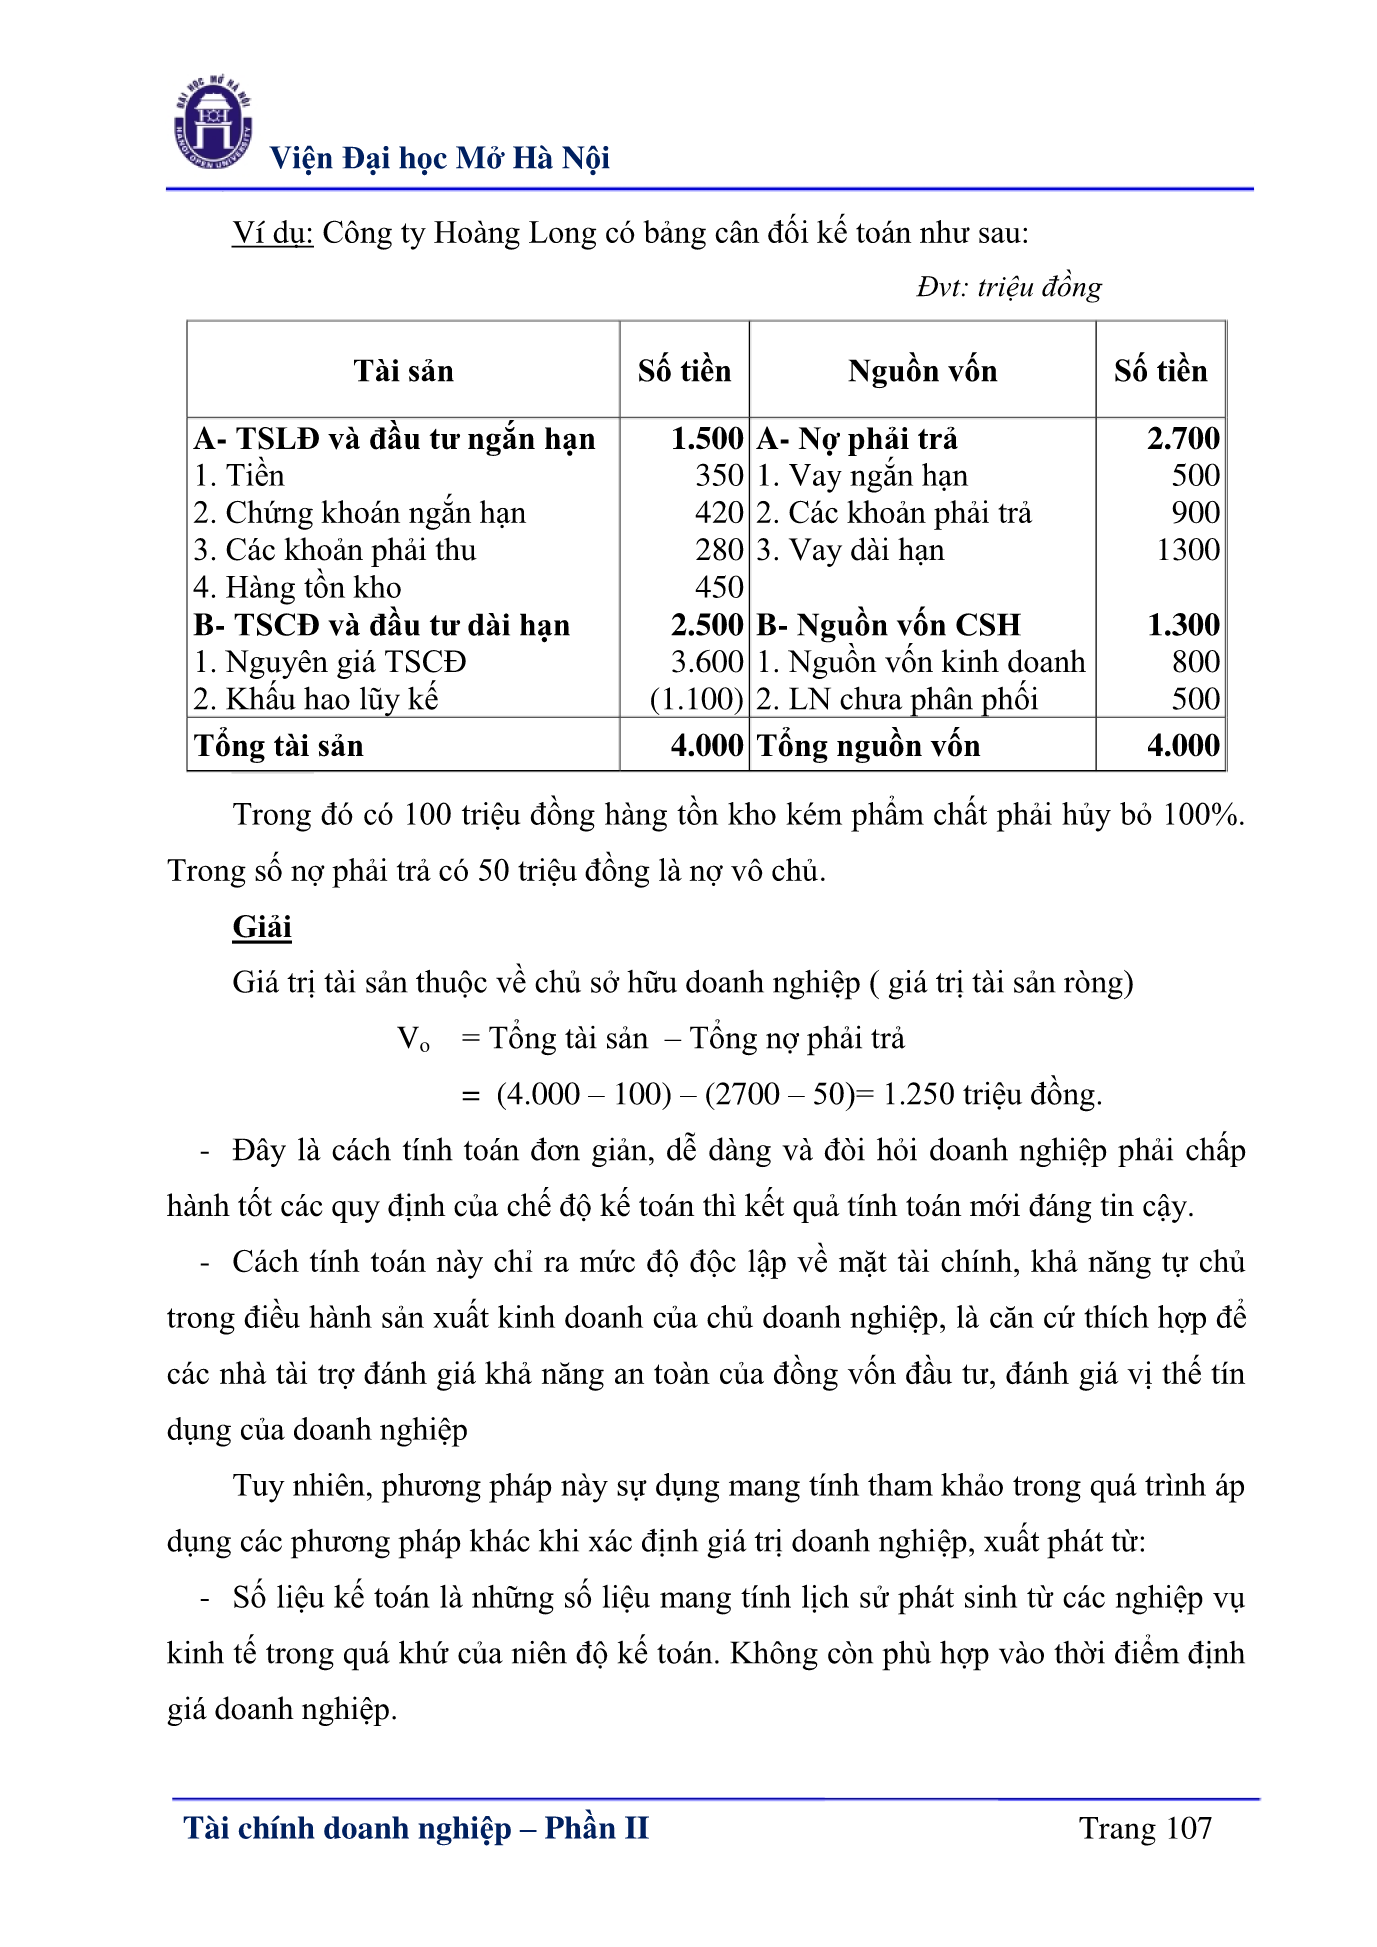 ĐẠI HỌC MỞ HÀ NỘI
HANOI OPEN UNIVERSITY
Viện Đại học Mở Hà Nội
Ví dụ: Công ty Hoàng Long có bảng cân đối kế toán như sau:
Đvt: triệu đồng
Tài sản Số tiền Nguồn vốn Số tiền
A- TSLĐ và đầu tư ngắn hạn 1.500 A- Nợ phải trả 2.700
1. Tiền 350 1. Vay ngắn hạn 500
2. Chứng khoán ngắn hạn 420 2. Các khoản phải trả 900
3. Các khoản phải thu 280 3. Vay dài hạn 1300
4. Hàng tồn kho 450
B- TSCĐ và đầu tư dài hạn 2.500 B- Nguồn vốn CSH 1.300
1. Nguyên giá TSCĐ 3.600 1. Nguồn vốn kinh doanh 800
2. Khấu hao lũy kế (1.100) 2. LN chưa phân phối 500
Tổng tài sản 4.000 Tổng nguồn vốn 4.000
Trong đó có 100 triệu đồng hàng tồn kho kém phẩm chất phải hủy bỏ 100%.
Trong số nợ phải trả có 50 triệu đồng là nợ vô chủ.
Giải
Giá trị tài sản thuộc về chủ sở hữu doanh nghiệp ( giá trị tài sản ròng)
Vo = Tổng tài sản – Tổng nợ phải trả
= (4.000 – 100) – (2700 – 50)= 1.250 triệu đồng.
- Đây là cách tính toán đơn giản, dễ dàng và đòi hỏi doanh nghiệp phải chấp
hành tốt các quy định của chế độ kế toán thì kết quả tính toán mới đáng tin cậy.
- Cách tính toán này chỉ ra mức độ độc lập về mặt tài chính, khả năng tự chủ
trong điều hành sản xuất kinh doanh của chủ doanh nghiệp, là căn cứ thích hợp để
các nhà tài trợ đánh giá khả năng an toàn của đồng vốn đầu tư, đánh giá vị thế tín
dụng của doanh nghiệp
Tuy nhiên, phương pháp này sự dụng mang tính tham khảo trong quá trình áp
dụng các phương pháp khác khi xác định giá trị doanh nghiệp, xuất phát từ:
- Số liệu kế toán là những số liệu mang tính lịch sử phát sinh từ các nghiệp vụ
kinh tế trong quá khứ của niên độ kế toán. Không còn phù hợp vào thời điểm định
giá doanh nghiệp.
Tài chính doanh nghiệp – Phần II Trang 107